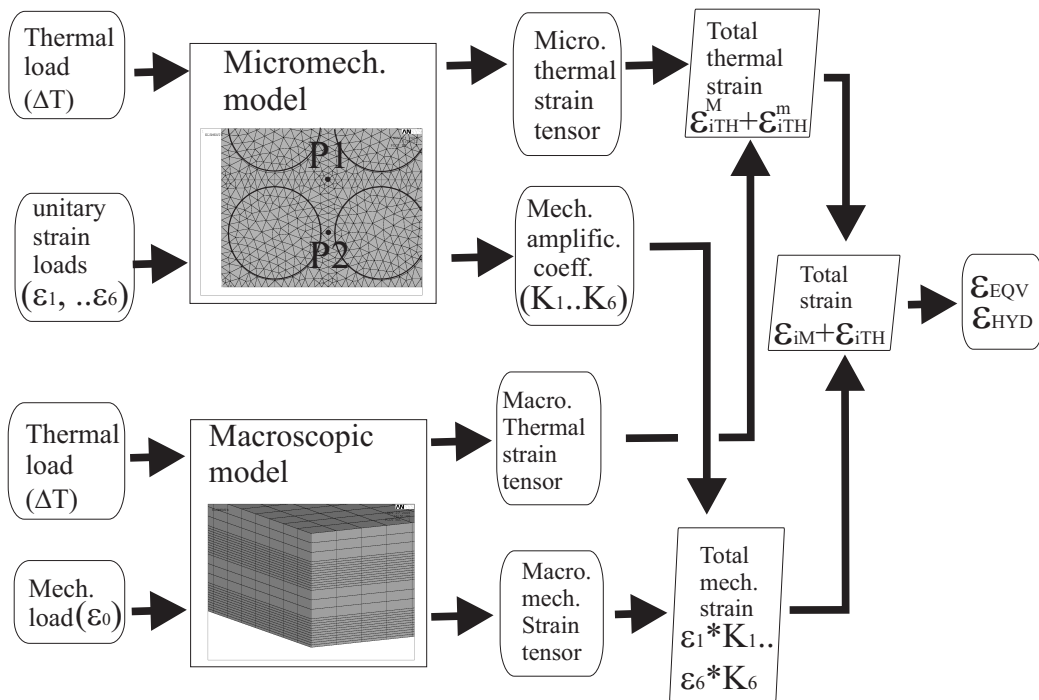 Thermal
load
(ΔT)
Micromech.
model
P1
P2
AN
Micro.
thermal
strain
tensor
Total
thermal
strain
ε^M_iTH+ε^m_iTH
unitary
strain
loads
(ε1, ..ε6)
Mech.
amplific.
coeff.
(K1..K6)
Total
strain
εiM+εiTH
εEQV
εHYD
Thermal
load
(ΔT)
Macroscopic
model
AN
Macro.
Thermal
strain
tensor
Mech.
load(ε0)
Macro.
mech.
Strain
tensor
Total
mech.
strain
ε1*K1..
ε6*K6